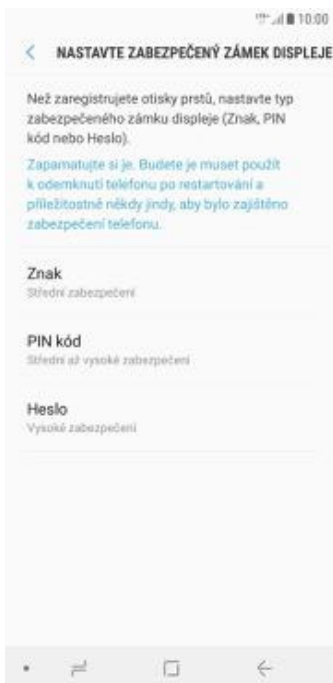 10:00
NASTAVTE ZABEZPEČENÝ ZÁMEK DISPLEJE
Než zaregistrujete otisky prstů, nastavte typ
zabezpečeného zámku displeje (Znak, PIN
kód nebo Heslo).
Zapamatujte si je. Budete je muset použít
k odemknutí telefonu po restartování a
příležitostně někdy jindy, aby bylo zajištěno
zabezpečení telefonu.
Znak
Střední zabezpečení
PIN kód
Střední až vysoké zabezpečení
Heslo
Vysoké zabezpečení